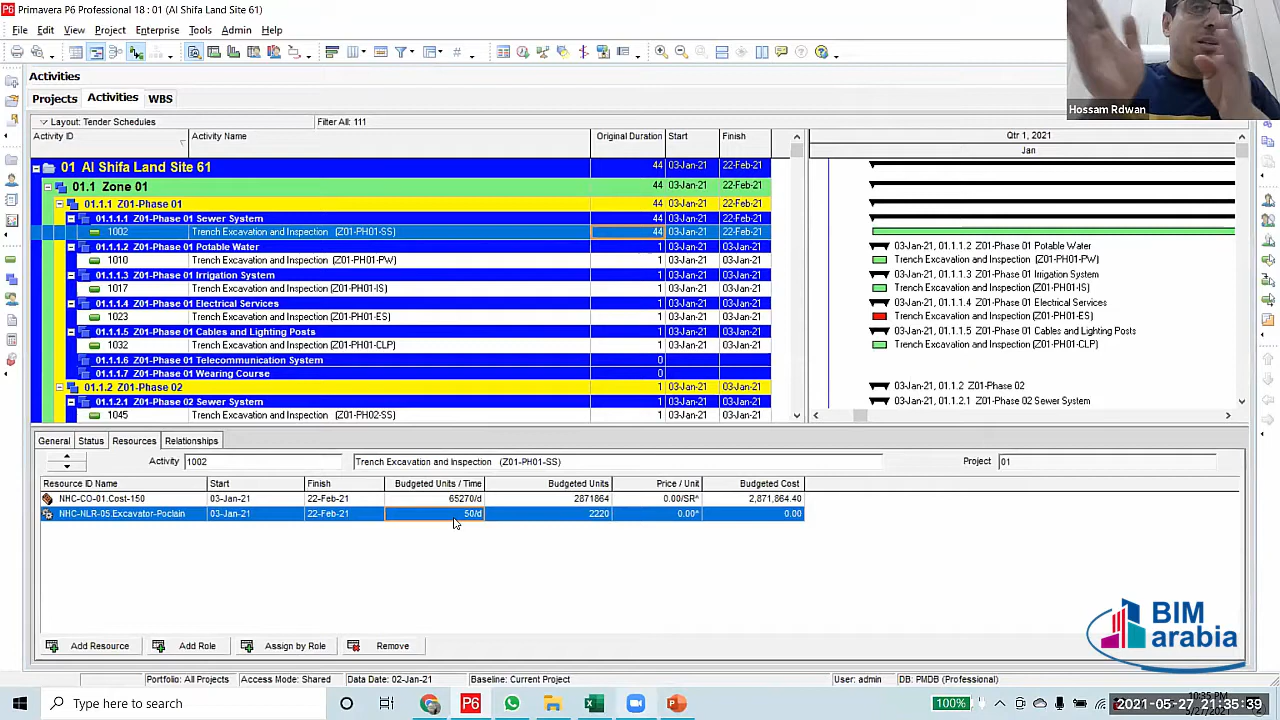 Primavera P6 Professional 18 : 01 (Al Shifa Land Site 61)
File Edit View Project Enterprise Tools Admin Help
Activities
Projects Activities WBS
Layout: Tender Schedules Filter All: 111
Activity ID Activity Name Original Duration Start Finish Qtr 1, 2021
Jan
01 Al Shifa Land Site 61 44 03-Jan-21 22-Feb-21
01.1 Zone 01 44 03-Jan-21 22-Feb-21
01.1.1 Z01-Phase 01 44 03-Jan-21 22-Feb-21
01.1.1.1 Z01-Phase 01 Sewer System 44 03-Jan-21 22-Feb-21
1002 Trench Excavation and Inspection (Z01-PH01-SS) 44 03-Jan-21 22-Feb-21
01.1.1.2 Z01-Phase 01 Potable Water 1 03-Jan-21 03-Jan-21 03-Jan-21, 01.1.1.2 Z01-Phase 01 Potable Water
1010 Trench Excavation and Inspection (Z01-PH01-PW) 1 03-Jan-21 03-Jan-21 Trench Excavation and Inspection (Z01-PH01-PW)
01.1.1.3 Z01-Phase 01 Irrigation System 1 03-Jan-21 03-Jan-21 03-Jan-21, 01.1.1.3 Z01-Phase 01 Irrigation System
1017 Trench Excavation and Inspection (Z01-PH01-IS) 1 03-Jan-21 03-Jan-21 Trench Excavation and Inspection (Z01-PH01-IS)
01.1.1.4 Z01-Phase 01 Electrical Services 1 03-Jan-21 03-Jan-21 03-Jan-21, 01.1.1.4 Z01-Phase 01 Electrical Services
1023 Trench Excavation and Inspection (Z01-PH01-ES) 1 03-Jan-21 03-Jan-21 Trench Excavation and Inspection (Z01-PH01-ES)
01.1.1.5 Z01-Phase 01 Cables and Lighting Posts 1 03-Jan-21 03-Jan-21 03-Jan-21, 01.1.1.5 Z01-Phase 01 Cables and Lighting Posts
1032 Trench Excavation and Inspection (Z01-PH01-CLP) 1 03-Jan-21 03-Jan-21 Trench Excavation and Inspection (Z01-PH01-CLP)
01.1.1.6 Z01-Phase 01 Telecommunication System 0
01.1.1.7 Z01-Phase 01 Wearing Course 0
01.1.2 Z01-Phase 02 1 03-Jan-21 03-Jan-21 03-Jan-21, 01.1.2 Z01-Phase 02
01.1.2.1 Z01-Phase 02 Sewer System 1 03-Jan-21 03-Jan-21 03-Jan-21, 01.1.2.1 Z01-Phase 02 Sewer System
1045 Trench Excavation and Inspection (Z01-PH02-SS) 1 03-Jan-21 03-Jan-21 Trench Excavation and Inspection (Z01-PH02-SS)
General Status Resources Relationships
Activity 1002 Trench Excavation and Inspection (Z01-PH01-SS) Project 01
Resource ID Name Start Finish Budgeted Units / Time Budgeted Units Price / Unit Budgeted Cost
NHC-CO-01.Cost-150 03-Jan-21 22-Feb-21 65270/d 2871864 0.00/SR^ 2,871,864.40
NHC-NLR-05.Excavator-Poclain 03-Jan-21 22-Feb-21 50/d 2220 0.00^ 0.00
Add Resource Add Role Assign by Role Remove
Portfolio: All Projects Access Mode: Shared Data Date: 02-Jan-21 Baseline: Current Project User: admin DB: PMDB (Professional)
Type here to search 100% 10:35 PM
2021-05-27 21:35:39
Hossam Rdwan
BIM
arabia